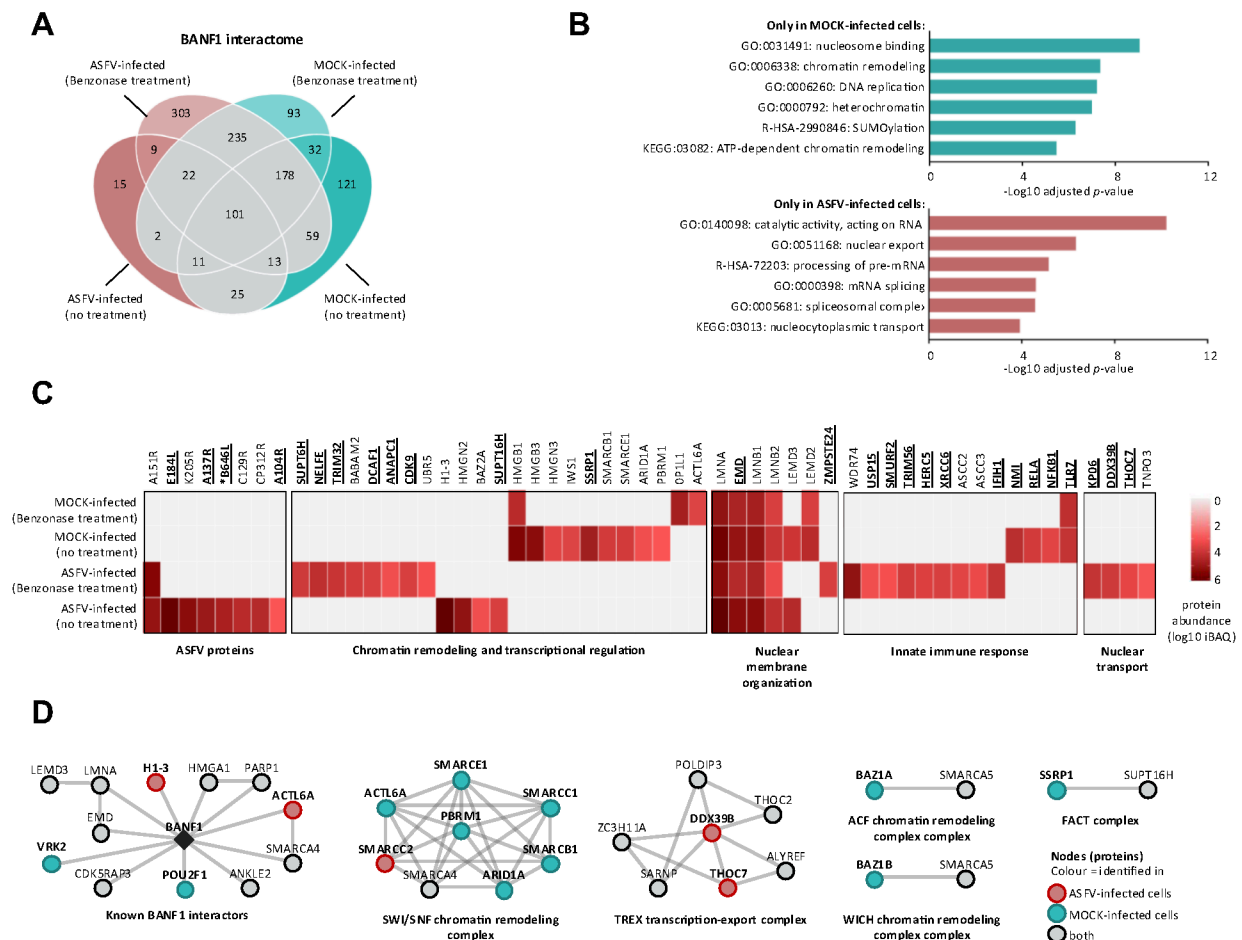 A
BANF1 interactome
ASFV-infected
(Benzonase treatment)
MOCK-infected
(Benzonase treatment)
303
93
235
9
32
22
178
15
121
101
2
59
11
13
25
ASFV-infected
(no treatment)
MOCK-infected
(no treatment)
B
Only in MOCK-infected cells:
GO:0031491: nucleosome binding
GO:0006338: chromatin remodeling
GO:0006260: DNA replication
GO:0000792: heterochromatin
R-HSA-2990846: SUMOylation
KEGG:03082: ATP-dependent chromatin remodeling
0 4 8 12
-Log10 adjusted p-value
Only in ASFV-infected cells:
GO:0140098: catalytic activity, acting on RNA
GO:0051168: nuclear export
R-HSA-72203: processing of pre-mRNA
GO:0000398: mRNA splicing
GO:0005681: spliceosomal complex
KEGG:03013: nucleocytoplasmic transport
0 4 8 12
-Log10 adjusted p-value
C
A151R
E184L
K205R
A137R
*B646L
C129R
CP312R
A104R
SUPT6H
NELFE
TRIM32
BABAM2
DCAF1
ANAPC1
CDK9
UBR5
H1-3
HMGN2
BAZ2A
SUPT16H
HMGB1
HMGB3
HMGN3
IWS1
SSRP1
SMARCB1
SMARCE1
ARID1A
PBRM1
DP1L1
ACTL6A
LMNA
EMD
LMNB1
LMNB2
LEMD3
LEMD2
ZMPSTE24
WDR74
USP15
SMURF2
TRIM56
HERC5
XRCC6
ASCC2
ASCC3
IFIH1
NMI
RELA
NFKB1
TLR7
KPD6
DDX39B
THOC7
TNPO3
MOCK-infected
(Benzonase treatment)
MOCK-infected
(no treatment)
ASFV-infected
(Benzonase treatment)
ASFV-infected
(no treatment)
0
2
4
6
protein
abundance
(log10 iBAQ)
ASFV proteins
Chromatin remodeling and transcriptional regulation
Nuclear
membrane
organization
Innate immune response
Nuclear
transport
D
LEMD3
LMNA
H1-3
HMGA1
PARP1
ACTL6A
EMD
BANF1
VRK2
SMARCA4
CDK5RAP3
POU2F1
ANKLE2
Known BANF1 interactors
SMARCE1
ACTL6A
SMARCC1
PBRM1
SMARCC2
SMARCB1
SMARCA4
ARID1A
SWI/SNF chromatin remodeling
complex
POLDIP3
THOC2
DDX39B
ZC3H11A
ALYREF
SARNP
THOC7
TREX transcription-export complex
BAZ1A
SMARCA5
ACF chromatin remodeling
complex complex
BAZ1B
SMARCA5
WICH chromatin remodeling
complex complex
SSRP1
SUPT16H
FACT complex
Nodes (proteins)
Colour = identified in
ASFV-infected cells
MOCK-infected cells
both